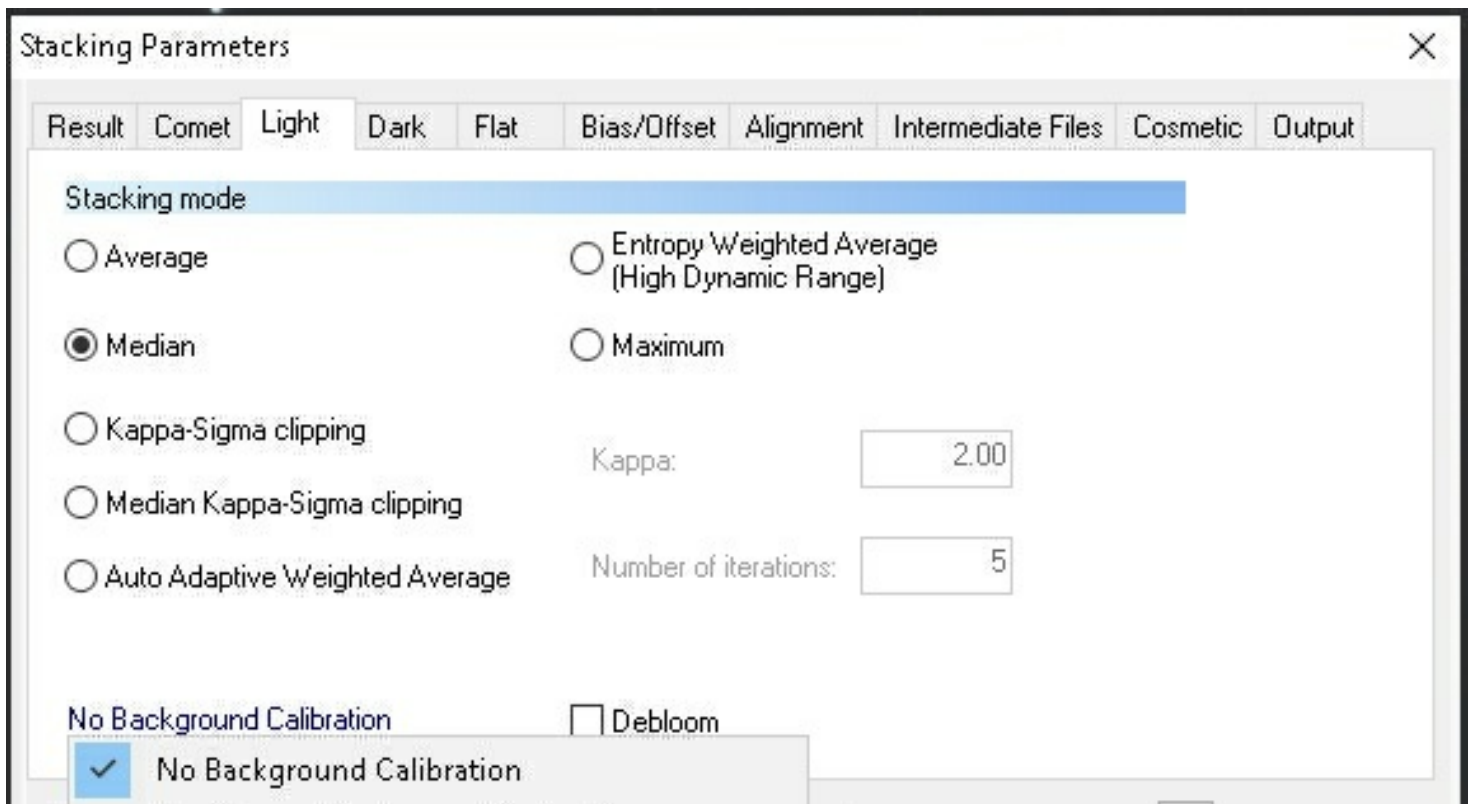 Stacking Parameters
Result Comet Light Dark Flat Bias/Offset Alignment Intermediate Files Cosmetic Output
Stacking mode
Average
Entropy Weighted Average
(High Dynamic Range)
Median
Maximum
Kappa-Sigma clipping
Kappa: 2.00
Median Kappa-Sigma clipping
Auto Adaptive Weighted Average
Number of iterations: 5
No Background Calibration
Debloom
No Background Calibration